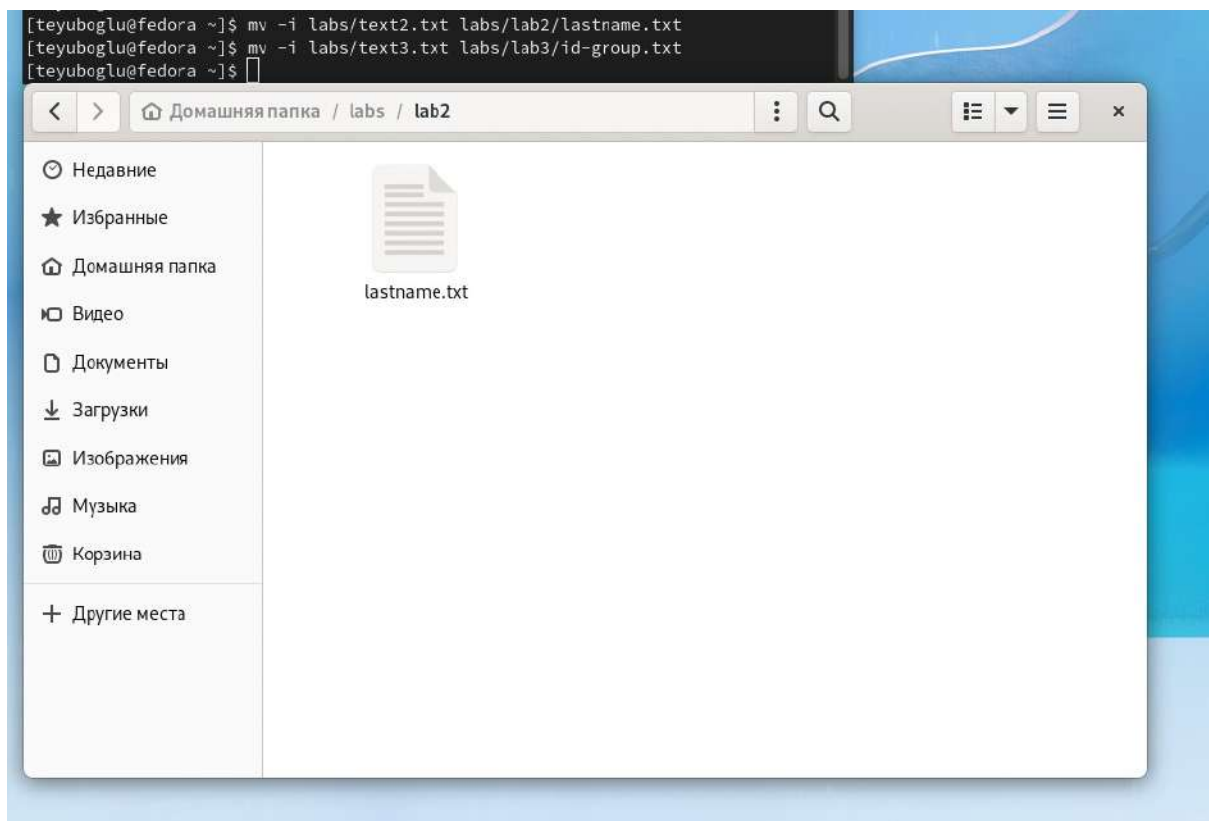 [teyuboglu@fedora ~]$ mv -i labs/text2.txt labs/lab2/lastname.txt
[teyuboglu@fedora ~]$ mv -i labs/text3.txt labs/lab3/id-group.txt
[teyuboglu@fedora ~]$
Домашняя папка / labs / lab2
Недавние
Избранные
Домашняя папка
Видео
Документы
Загрузки
Изображения
Музыка
Корзина
Другие места
lastname.txt